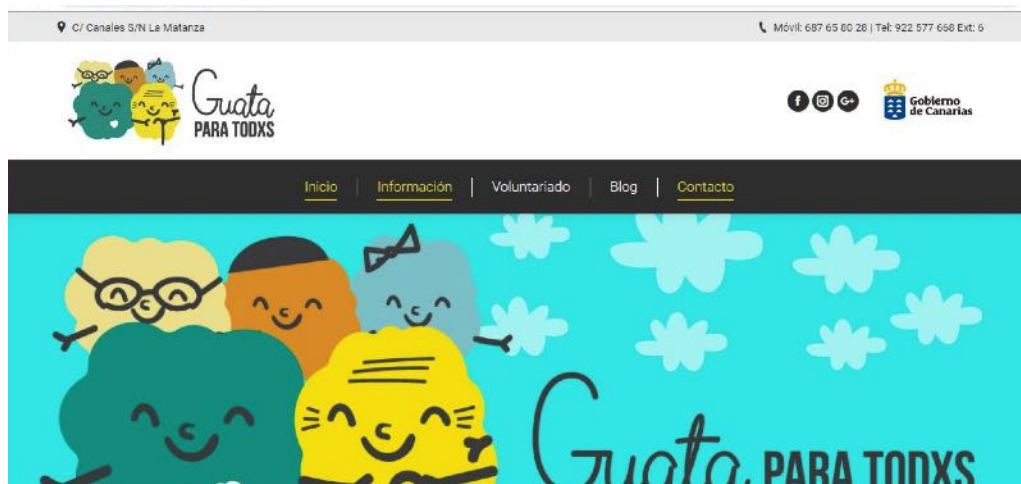 C/ Canales S/N La Matanza
Móvil: 687 65 80 28 | Tel: 922 577 668 Ext: 6
Guata
PARA TODXS
Gobierno
de Canarias
Inicio | Información | Voluntariado | Blog | Contacto
Guata PARA TODXS